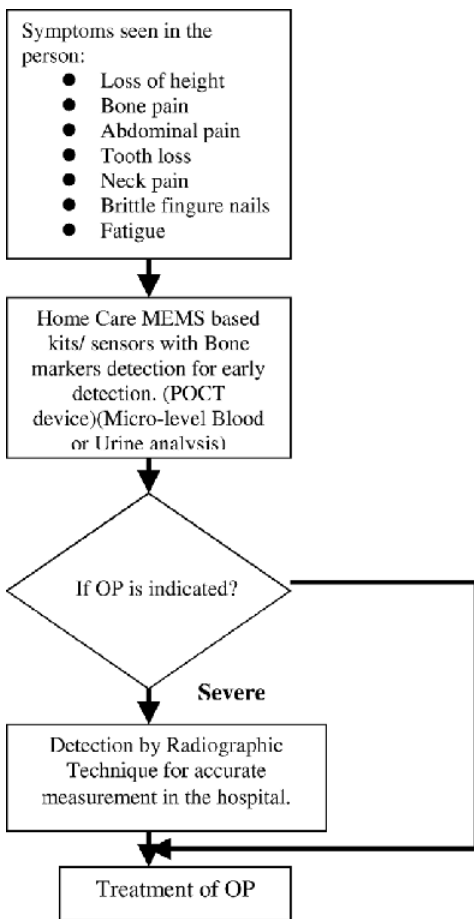 Symptoms seen in the
person:
● Loss of height
● Bone pain
● Abdominal pain
● Tooth loss
● Neck pain
● Brittle fingure nails
● Fatigue
Home Care MEMS based
kits/ sensors with Bone
markers detection for early
detection. (POCT
device)(Micro-level Blood
or Urine analysis)
If OP is indicated?
Severe
Detection by Radiographic
Technique for accurate
measurement in the hospital.
Treatment of OP